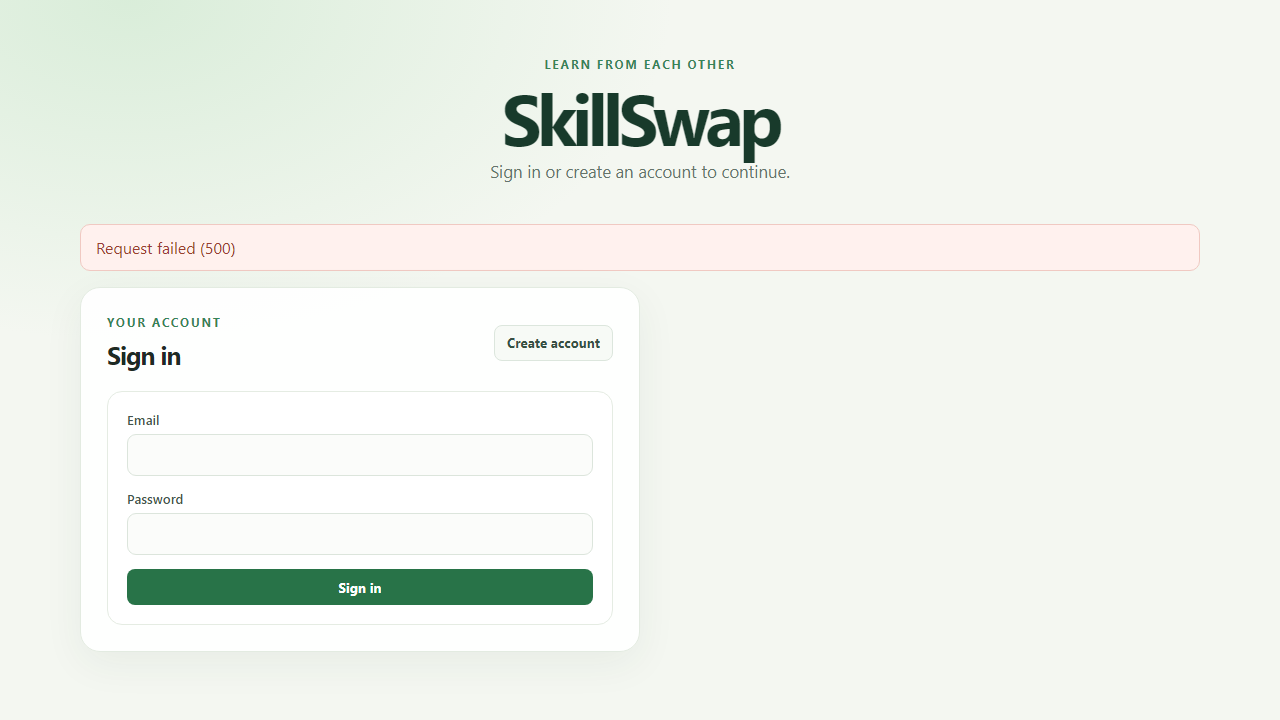 LEARN FROM EACH OTHER
SkillSwap
Sign in or create an account to continue.
Request failed (500)
YOUR ACCOUNT
Sign in
Create account
Email
Password
Sign in